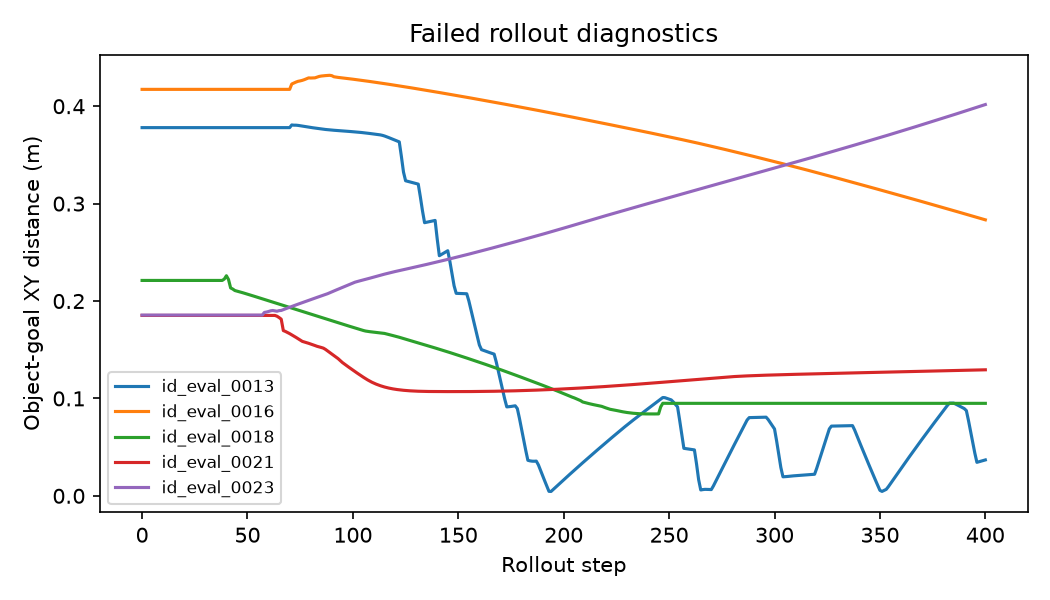 Failed rollout diagnostics
Object-goal XY distance (m)
0.4
0.3
0.2
0.1
0.0
id_eval_0013
id_eval_0016
id_eval_0018
id_eval_0021
id_eval_0023
0 50 100 150 200 250 300 350 400
Rollout step